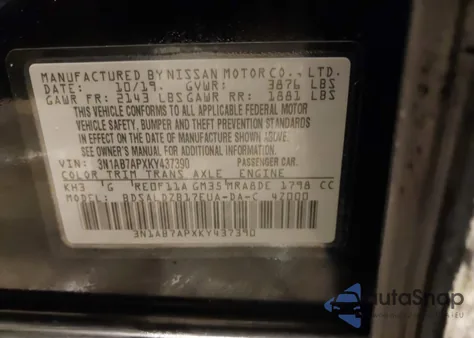 MANUFACTURED BY NISSAN MOTOR CO., LTD.
DATE: 10/19. GVWR: 3876 LBS
GAWR FR: 2143 LBS GAWR RR: 1881 LBS
THIS VEHICLE CONFORMS TO ALL APPLICABLE FEDERAL MOTOR
VEHICLE SAFETY, BUMPER AND THEFT PREVENTION STANDARDS
IN EFFECT ON THE DATE OF MANUFACTURE SHOWN ABOVE.
SEE OWNER'S MANUAL FOR ADDITIONAL INFORMATION.
VIN: 3N1AB7APXKY437390 PASSENGER CAR.
COLOR TRIM TRANS AXLE ENGINE
KH3 G RE0F11A GM35 MRA8DE 1798 CC
MODEL: BDSALDZB17EUA-DA-C 42000
3N1AB7APXKY437390
AutoSnap